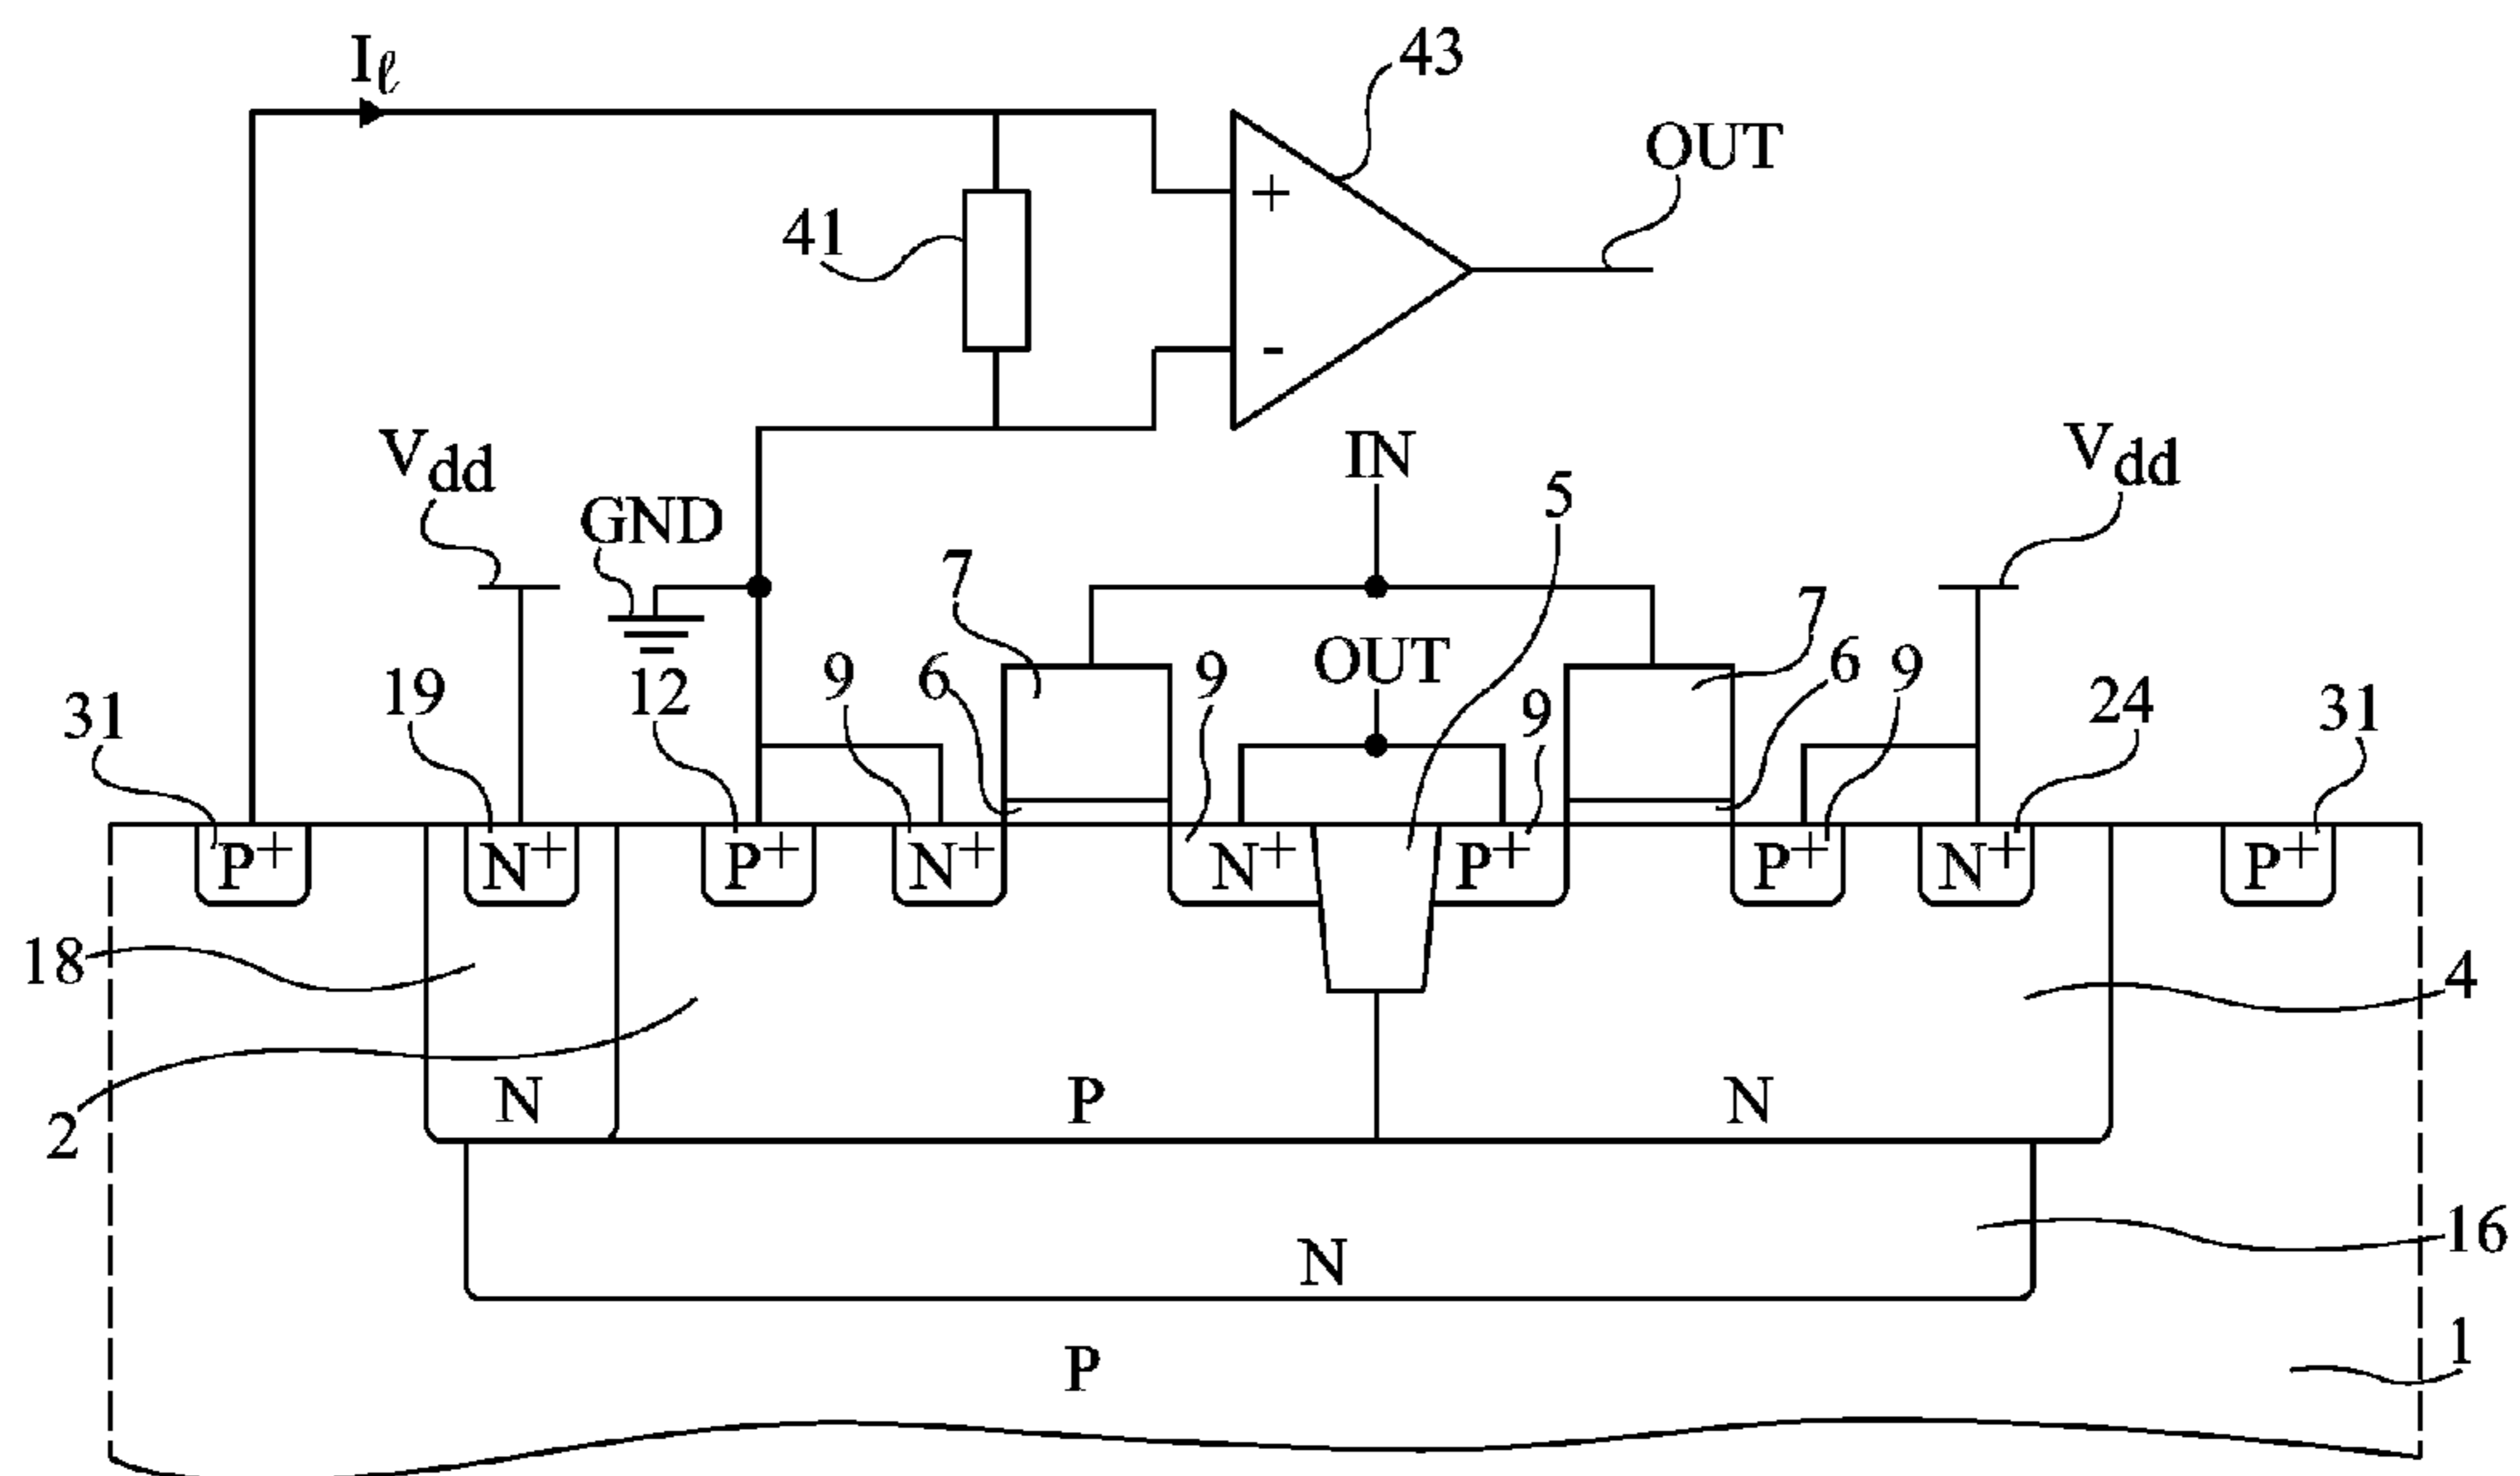 Iℓ
43
OUT
41
+
-
Vdd
GND
IN
5
Vdd
7
7
OUT
31
19
12
9
6
9
9
6
9
24
31
P+
N+
P+
N+
N+
P+
P+
N+
P+
18
4
2
N
P
N
16
N
1
P